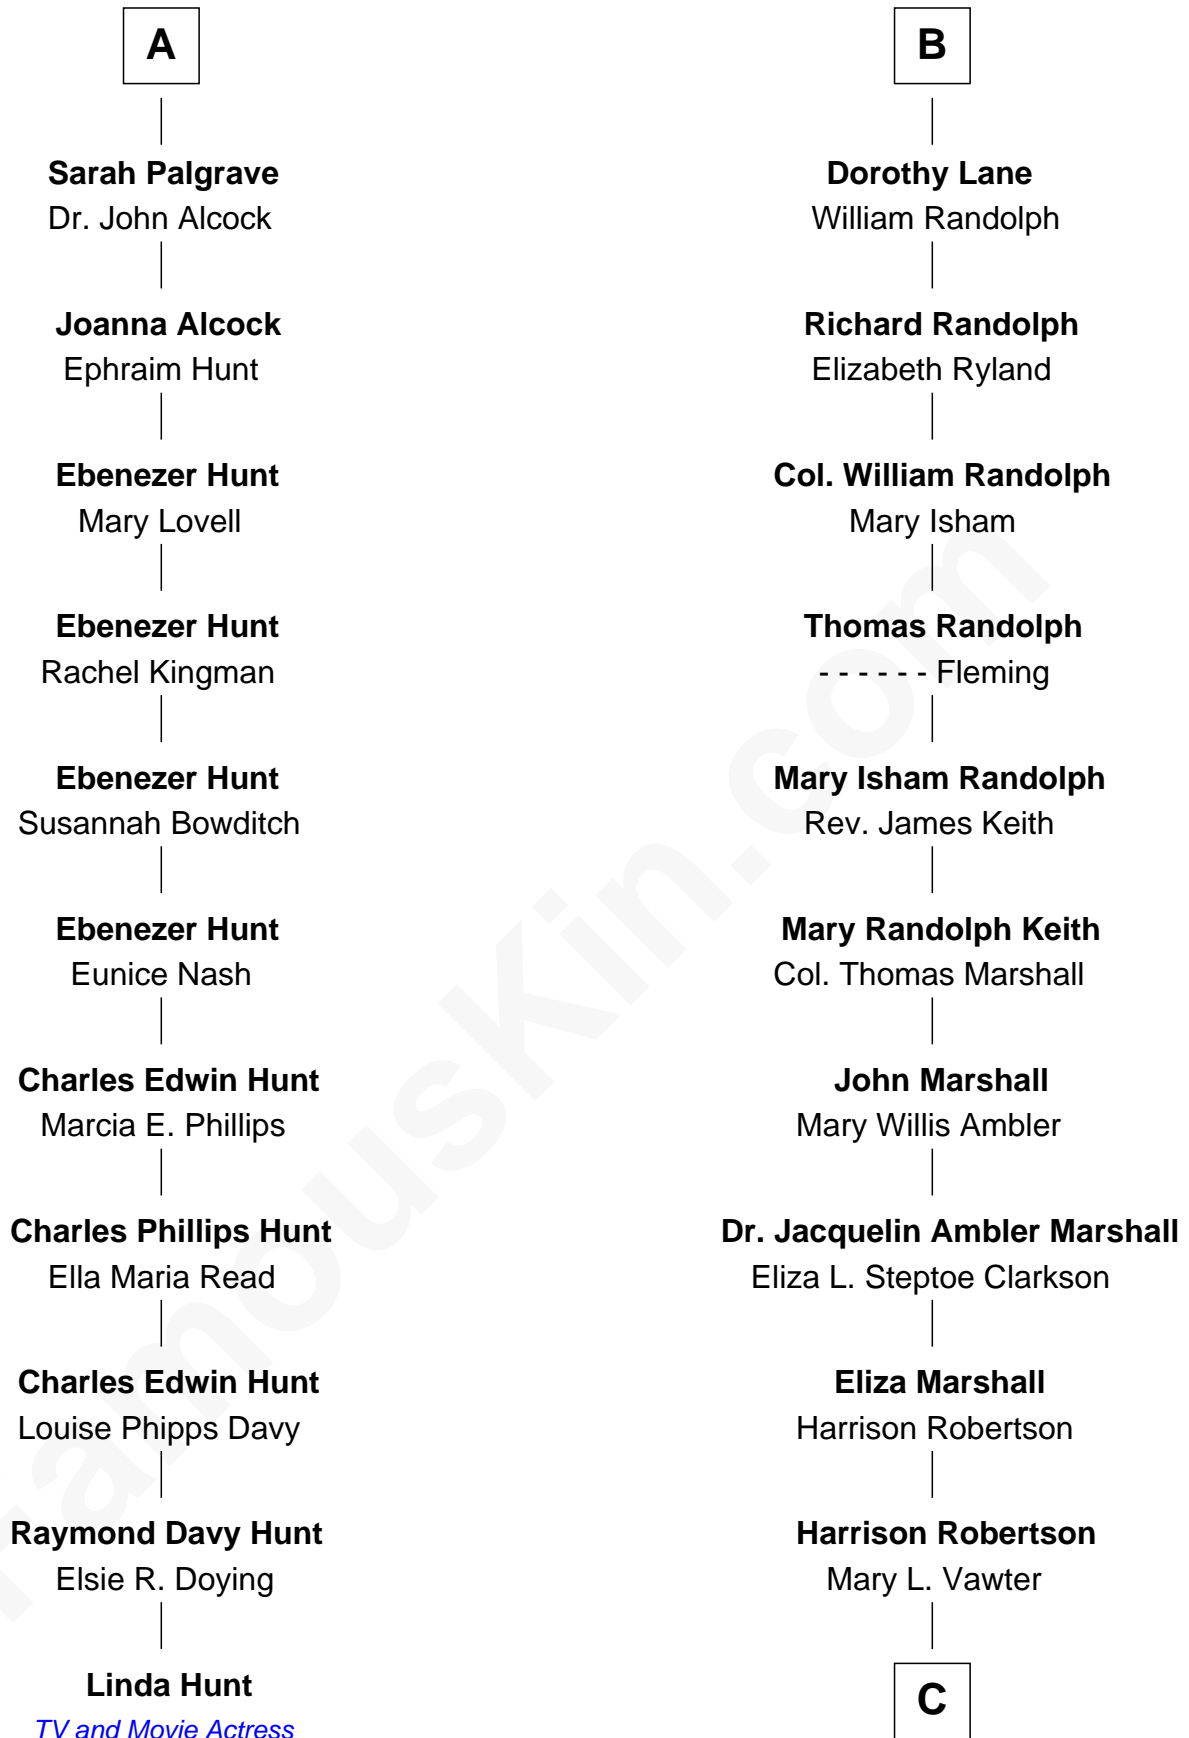 A
Sarah Palgrave
Dr. John Alcock
Joanna Alcock
Ephraim Hunt
Ebenezer Hunt
Mary Lovell
Ebenezer Hunt
Rachel Kingman
Ebenezer Hunt
Susannah Bowditch
Ebenezer Hunt
Eunice Nash
Charles Edwin Hunt
Marcia E. Phillips
Charles Phillips Hunt
Ella Maria Read
Charles Edwin Hunt
Louise Phipps Davy
Raymond Davy Hunt
Elsie R. Doying
Linda Hunt
TV and Movie Actress
B
Dorothy Lane
William Randolph
Richard Randolph
Elizabeth Ryland
Col. William Randolph
Mary Isham
Thomas Randolph
- - - - - - Fleming
Mary Isham Randolph
Rev. James Keith
Mary Randolph Keith
Col. Thomas Marshall
John Marshall
Mary Willis Ambler
Dr. Jacquelin Ambler Marshall
Eliza L. Steptoe Clarkson
Eliza Marshall
Harrison Robertson
Harrison Robertson
Mary L. Vawter
C
FamousKin.com